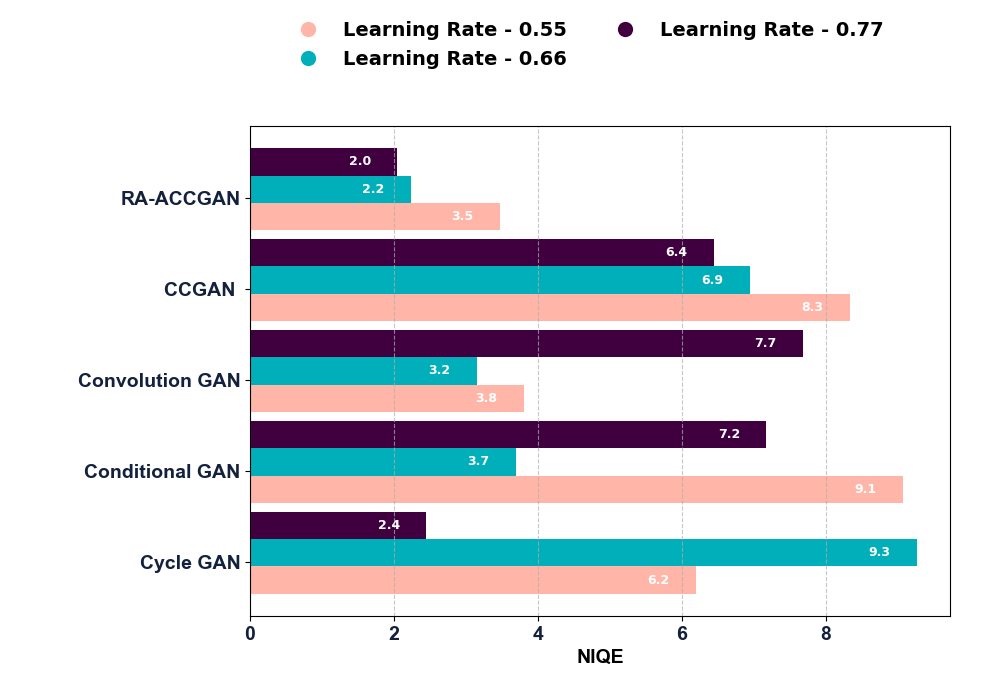 Learning Rate - 0.55
Learning Rate - 0.77
Learning Rate - 0.66
RA-ACCGAN
2.0
2.2
3.5
CCGAN
6.4
6.9
8.3
Convolution GAN
7.7
3.2
3.8
Conditional GAN
7.2
3.7
9.1
Cycle GAN
2.4
9.3
6.2
0 2 4 6 8
NIQE